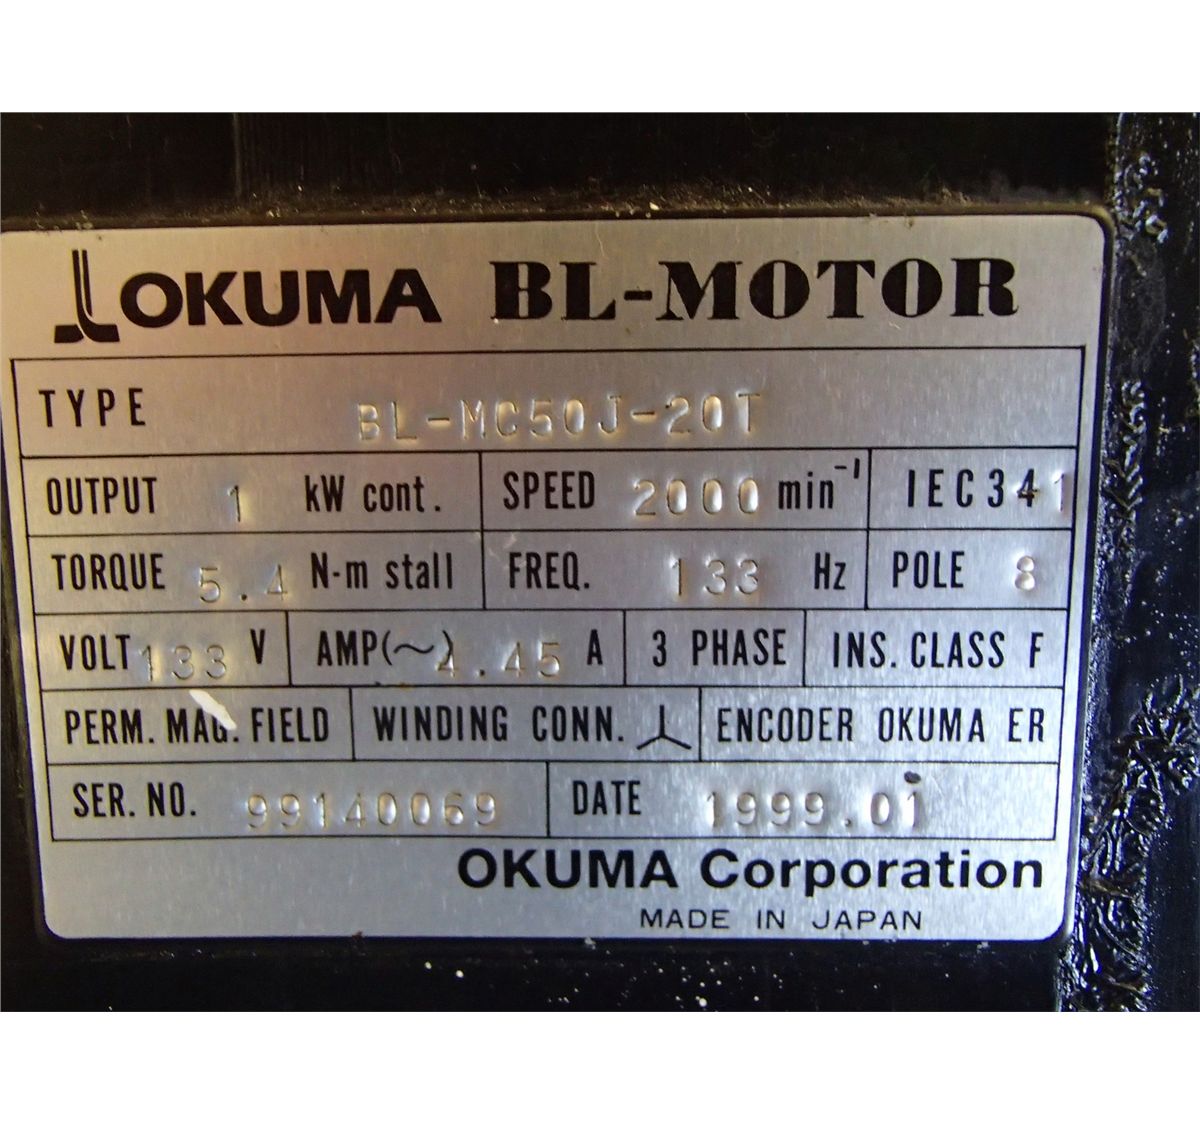 OKUMA BL-MOTOR
TYPE BL-MC50J-20T
OUTPUT 1 kW cont. SPEED 2000 min⁻¹ IEC34 1
TORQUE 5.4 N-m stall FREQ. 133 Hz POLE 8
VOLT 133 V AMP(~) 4.45 A 3 PHASE INS. CLASS F
PERM. MAG. FIELD WINDING CONN. ENCODER OKUMA ER
SER. NO. 99140069 DATE 1999.01
OKUMA Corporation
MADE IN JAPAN